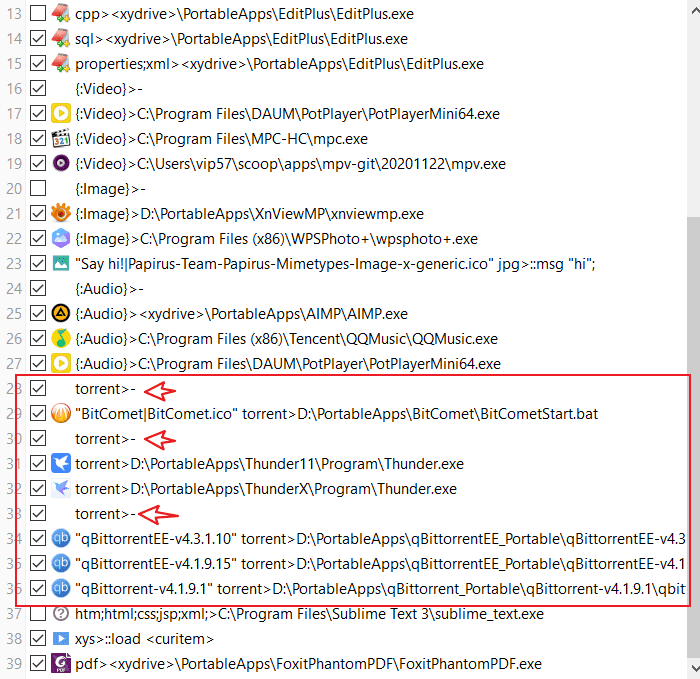 13 cpp><xydrive>\PortableApps\EditPlus\EditPlus.exe
14 sql><xydrive>\PortableApps\EditPlus\EditPlus.exe
15 properties;xml><xydrive>\PortableApps\EditPlus\EditPlus.exe
16 {:Video}>-
17 {:Video}>C:\Program Files\DAUM\PotPlayer\PotPlayerMini64.exe
18 {:Video}>C:\Program Files\MPC-HC\mpc.exe
19 {:Video}>C:\Users\vip57\scoop\apps\mpv-git\20201122\mpv.exe
20 {:Image}>-
21 {:Image}>D:\PortableApps\XnViewMP\xnviewmp.exe
22 {:Image}>C:\Program Files (x86)\WPSPhoto+\wpsphoto+.exe
23 "Say hi!|Papirus-Team-Papirus-Mimetypes-Image-x-generic.ico" jpg>::msg "hi";
24 {:Audio}>-
25 {:Audio}><xydrive>\PortableApps\AIMP\AIMP.exe
26 {:Audio}>C:\Program Files (x86)\Tencent\QQMusic\QQMusic.exe
27 {:Audio}>C:\Program Files\DAUM\PotPlayer\PotPlayerMini64.exe
28 torrent>-
29 "BitComet|BitComet.ico" torrent>D:\PortableApps\BitComet\BitCometStart.bat
30 torrent>-
31 torrent>D:\PortableApps\Thunder11\Program\Thunder.exe
32 torrent>D:\PortableApps\ThunderX\Program\Thunder.exe
33 torrent>-
34 "qBittorrentEE-v4.3.1.10" torrent>D:\PortableApps\qBittorrentEE_Portable\qBittorrentEE-v4.3
35 "qBittorrentEE-v4.1.9.15" torrent>D:\PortableApps\qBittorrentEE_Portable\qBittorrentEE-v4.1
36 "qBittorrent-v4.1.9.1" torrent>D:\PortableApps\qBittorrent_Portable\qBittorrent-v4.1.9.1\qbit
37 htm;html;css;jsp;xml;>C:\Program Files\Sublime Text 3\sublime_text.exe
38 xys>::load <curitem>
39 pdf><xydrive>\PortableApps\FoxitPhantomPDF\FoxitPhantomPDF.exe